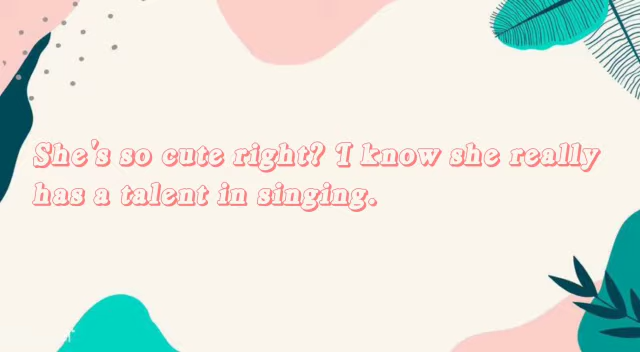 She's so cute right? I know she really
has a talent in singing.